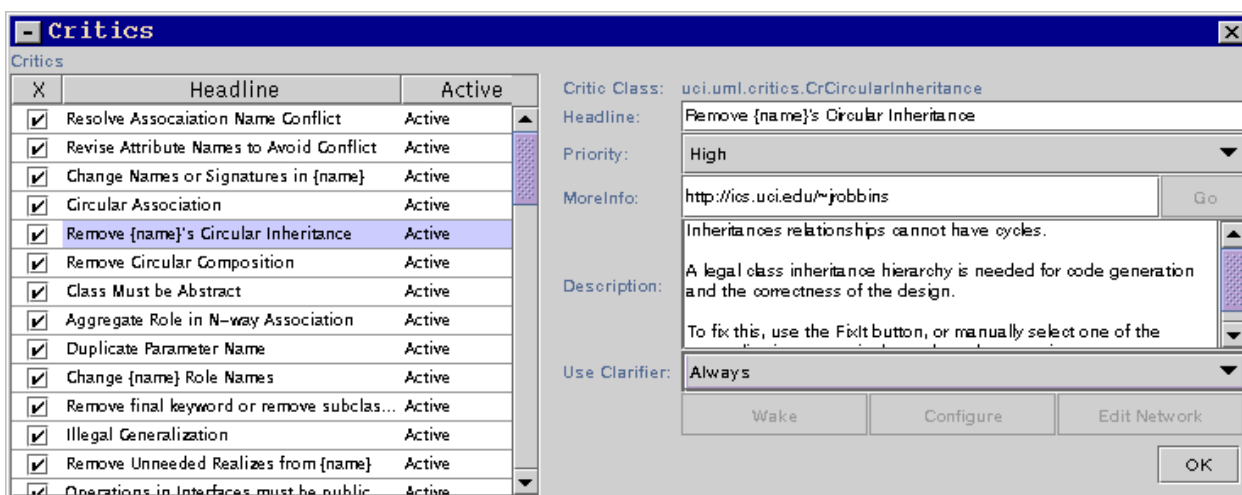 Critics
Critics
X Headline Active
Resolve Assocaiation Name Conflict Active
Revise Attribute Names to Avoid Conflict Active
Change Names or Signatures in {name} Active
Circular Association Active
Remove {name}'s Circular Inheritance Active
Remove Circular Composition Active
Class Must be Abstract Active
Aggregate Role in N-way Association Active
Duplicate Parameter Name Active
Change {name} Role Names Active
Remove final keyword or remove subclas... Active
Illegal Generalization Active
Remove Unneeded Realizes from {name} Active
Operations in Interfaces must be public Active
Critic Class: uci.uml.critics.CrCircularInheritance
Headline: Remove {name}'s Circular Inheritance
Priority: High
MoreInfo: http://ics.uci.edu/~jrobbins Go
Description:
Inheritances relationships cannot have cycles.
A legal class inheritance hierarchy is needed for code generation
and the correctness of the design.
To fix this, use the FixIt button, or manually select one of the
Use Clarifier: Always
Wake Configure Edit Network
OK